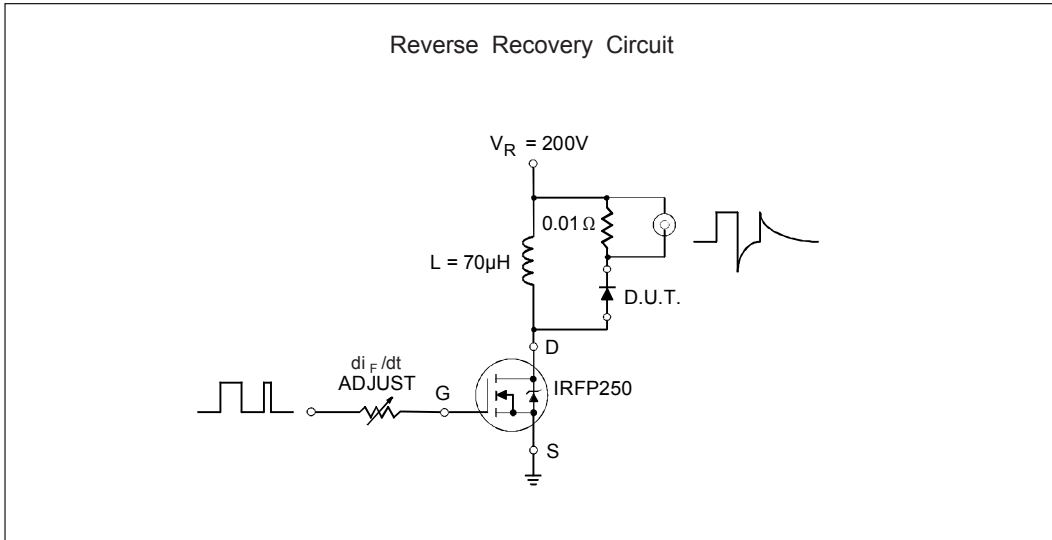 Reverse Recovery Circuit
V_R = 200V
0.01 Ω
L = 70µH
D.U.T.
D
di_F/dt
ADJUST
G
IRFP250
S